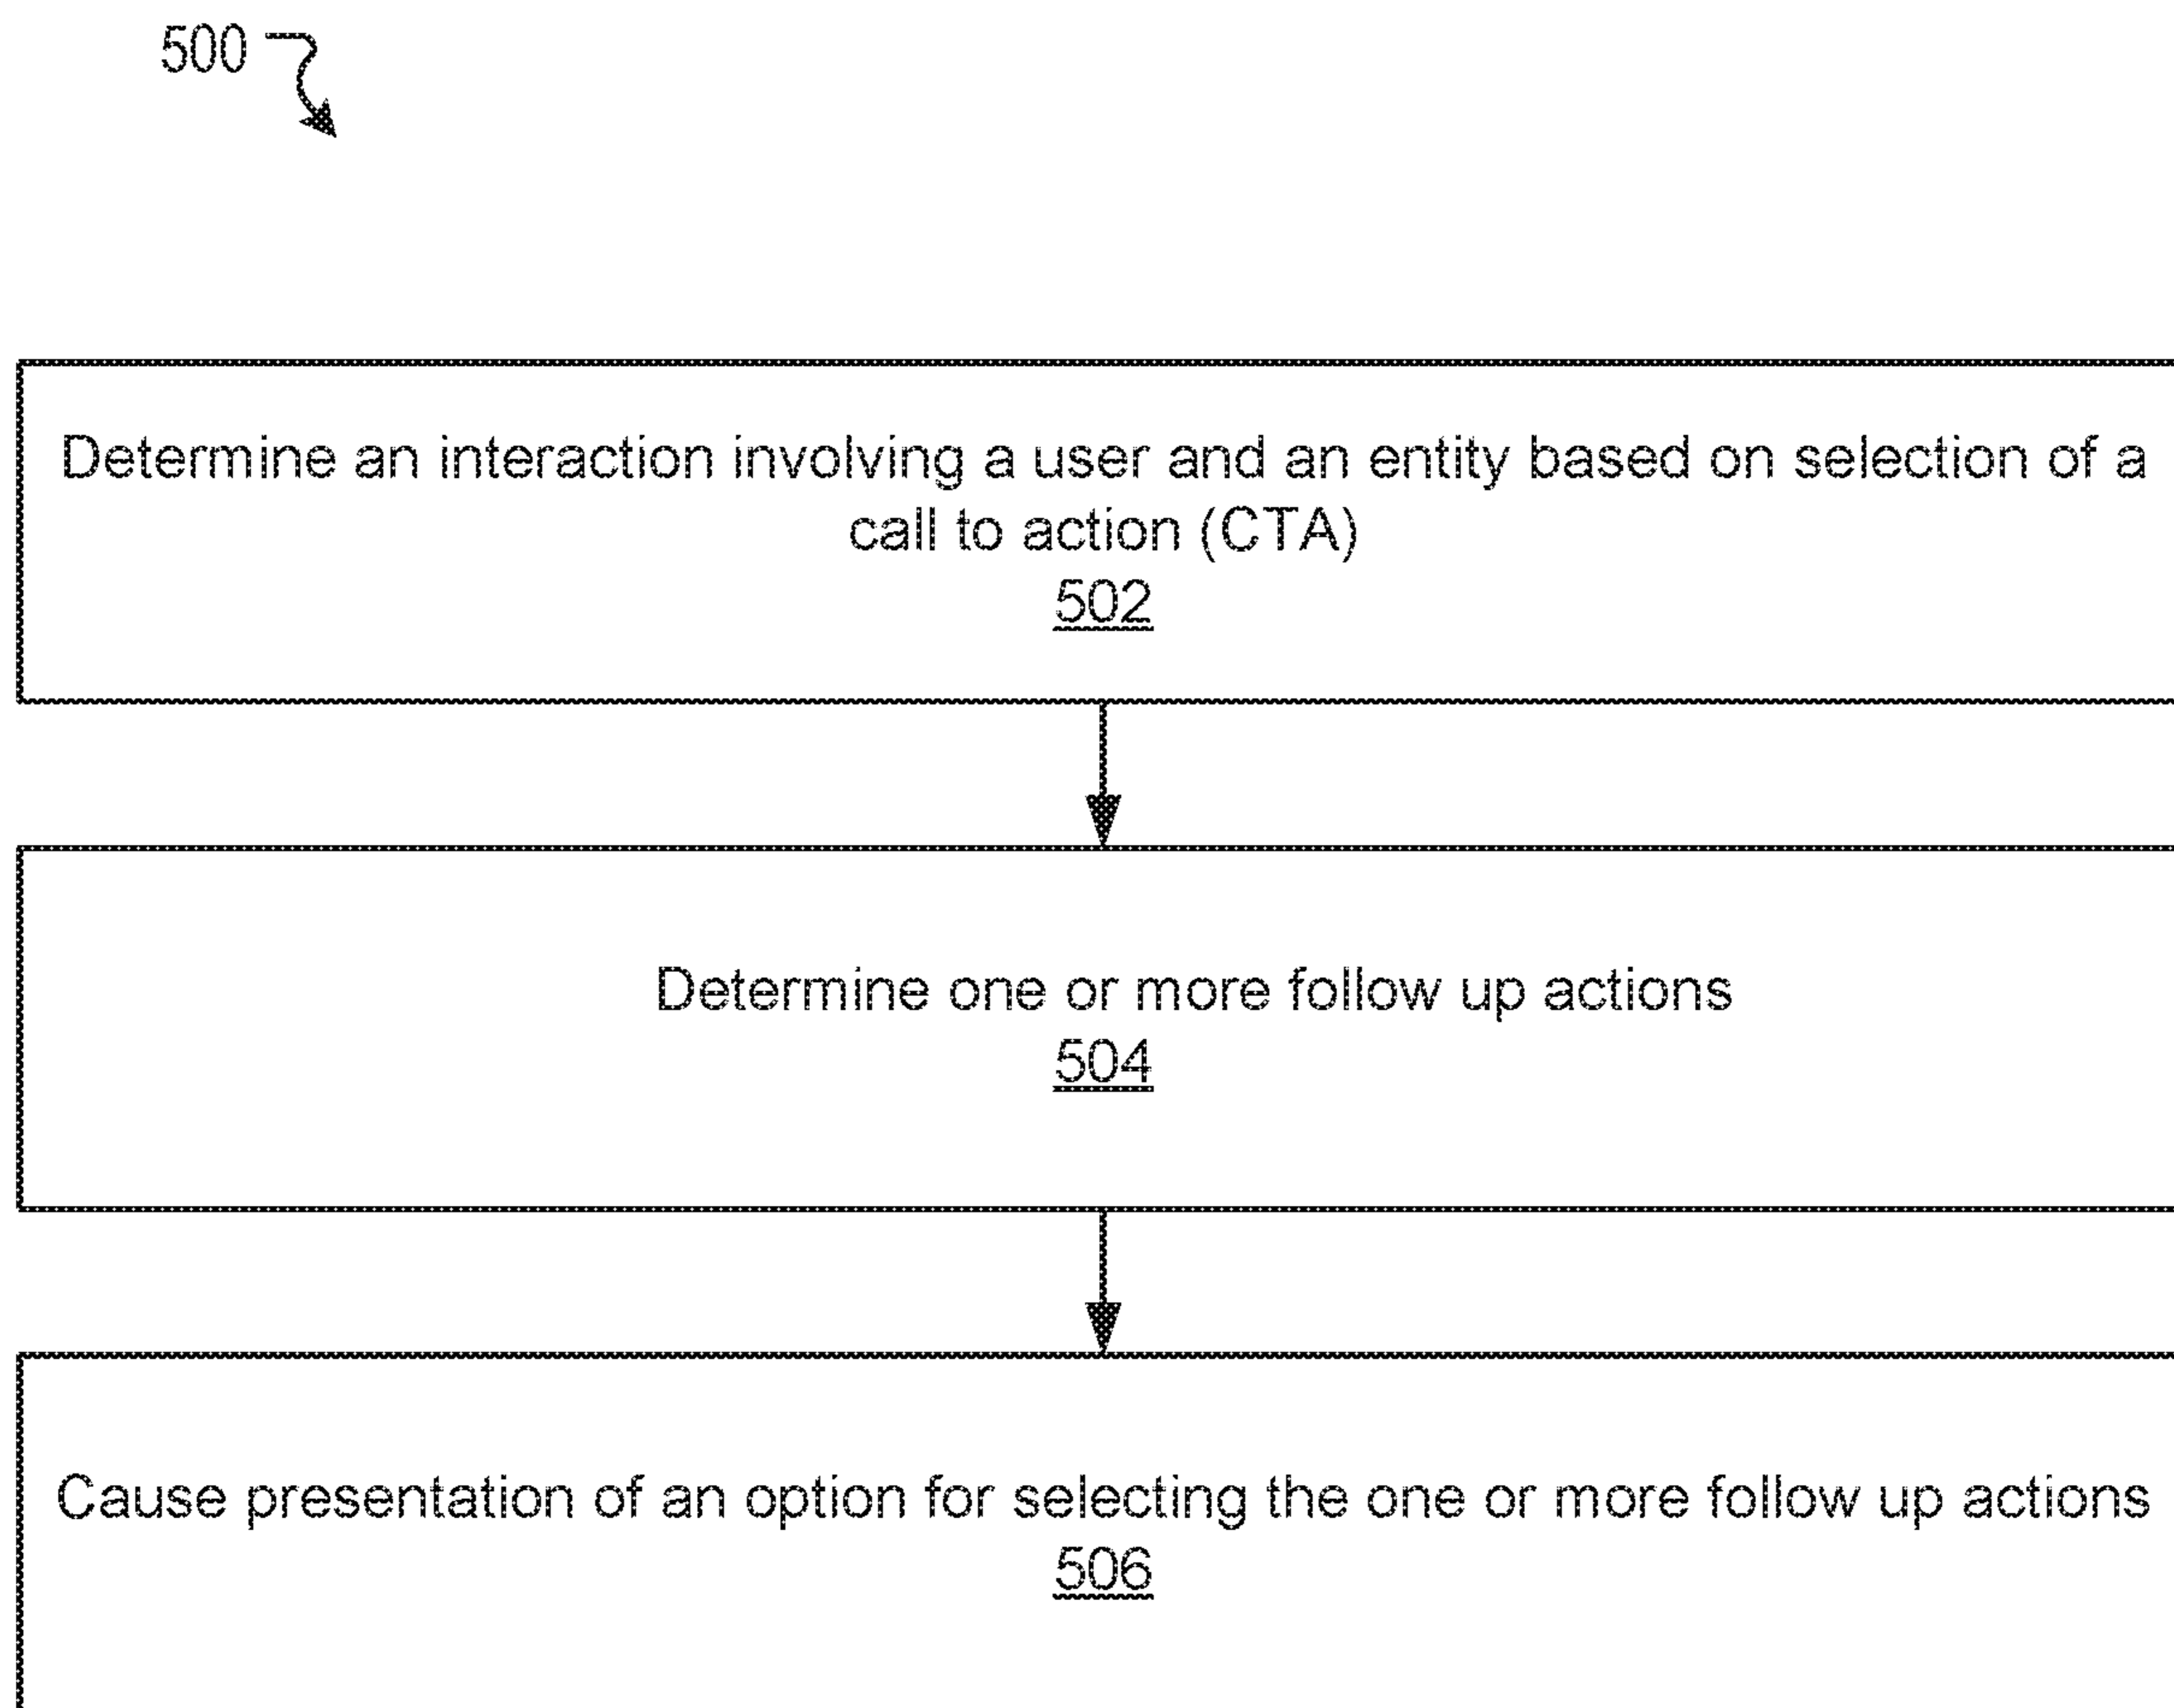 500
Determine an interaction involving a user and an entity based on selection of a
call to action (CTA)
502
Determine one or more follow up actions
504
Cause presentation of an option for selecting the one or more follow up actions
506